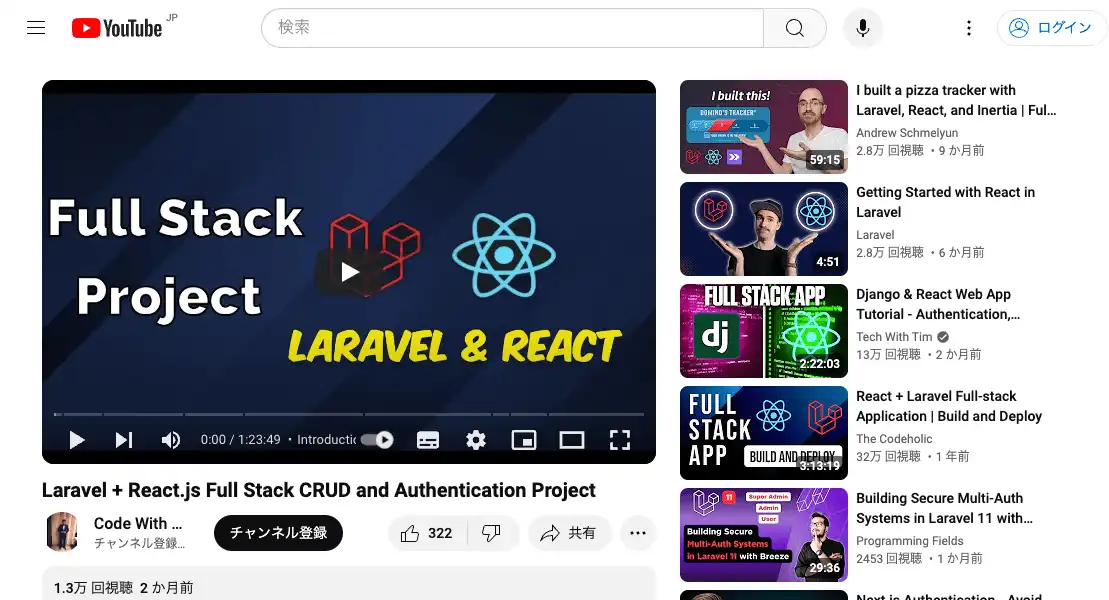 YouTube JP
検索
ログイン
Full Stack
Project
LARAVEL & REACT
0:00 / 1:23:49 ・Introductic
Laravel + React.js Full Stack CRUD and Authentication Project
Code With ...
チャンネル登録...
チャンネル登録
322
共有
1.3万 回視聴 2 か月前
I built this!
DOMINO'S TRACKER
59:15
I built a pizza tracker with
Laravel, React, and Inertia | Ful...
Andrew Schmelyun
2.8万 回視聴 ・9 か月前
4:51
Getting Started with React in
Laravel
Laravel
2.8万 回視聴 ・6 か月前
FULL STACK APP
dj
2:22:03
Django & React Web App
Tutorial - Authentication,...
Tech With Tim
13万 回視聴 ・2 か月前
FULL
STACK
APP
BUILD AND DEPLOY
3:13:19
React + Laravel Full-stack
Application | Build and Deploy
The Codeholic
32万 回視聴 ・1 年前
11
Super Admin
Admin
User
Building Secure
Multi-Auth Systems
in Laravel 11 with Breeze
29:36
Building Secure Multi-Auth
Systems in Laravel 11 with...
Programming Fields
2453 回視聴 ・1 か月前
Next.js Authentication - Avoid